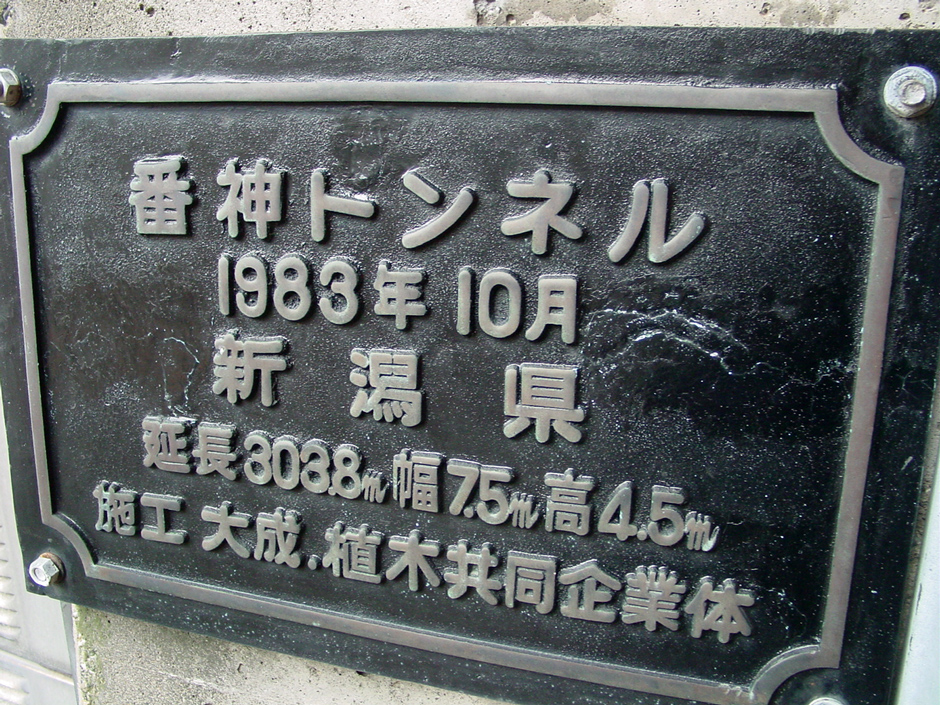 番神トンネル
1983年10月
新潟県
延長303.8m 幅7.5m 高4.5m
施工 大成.植木共同企業体